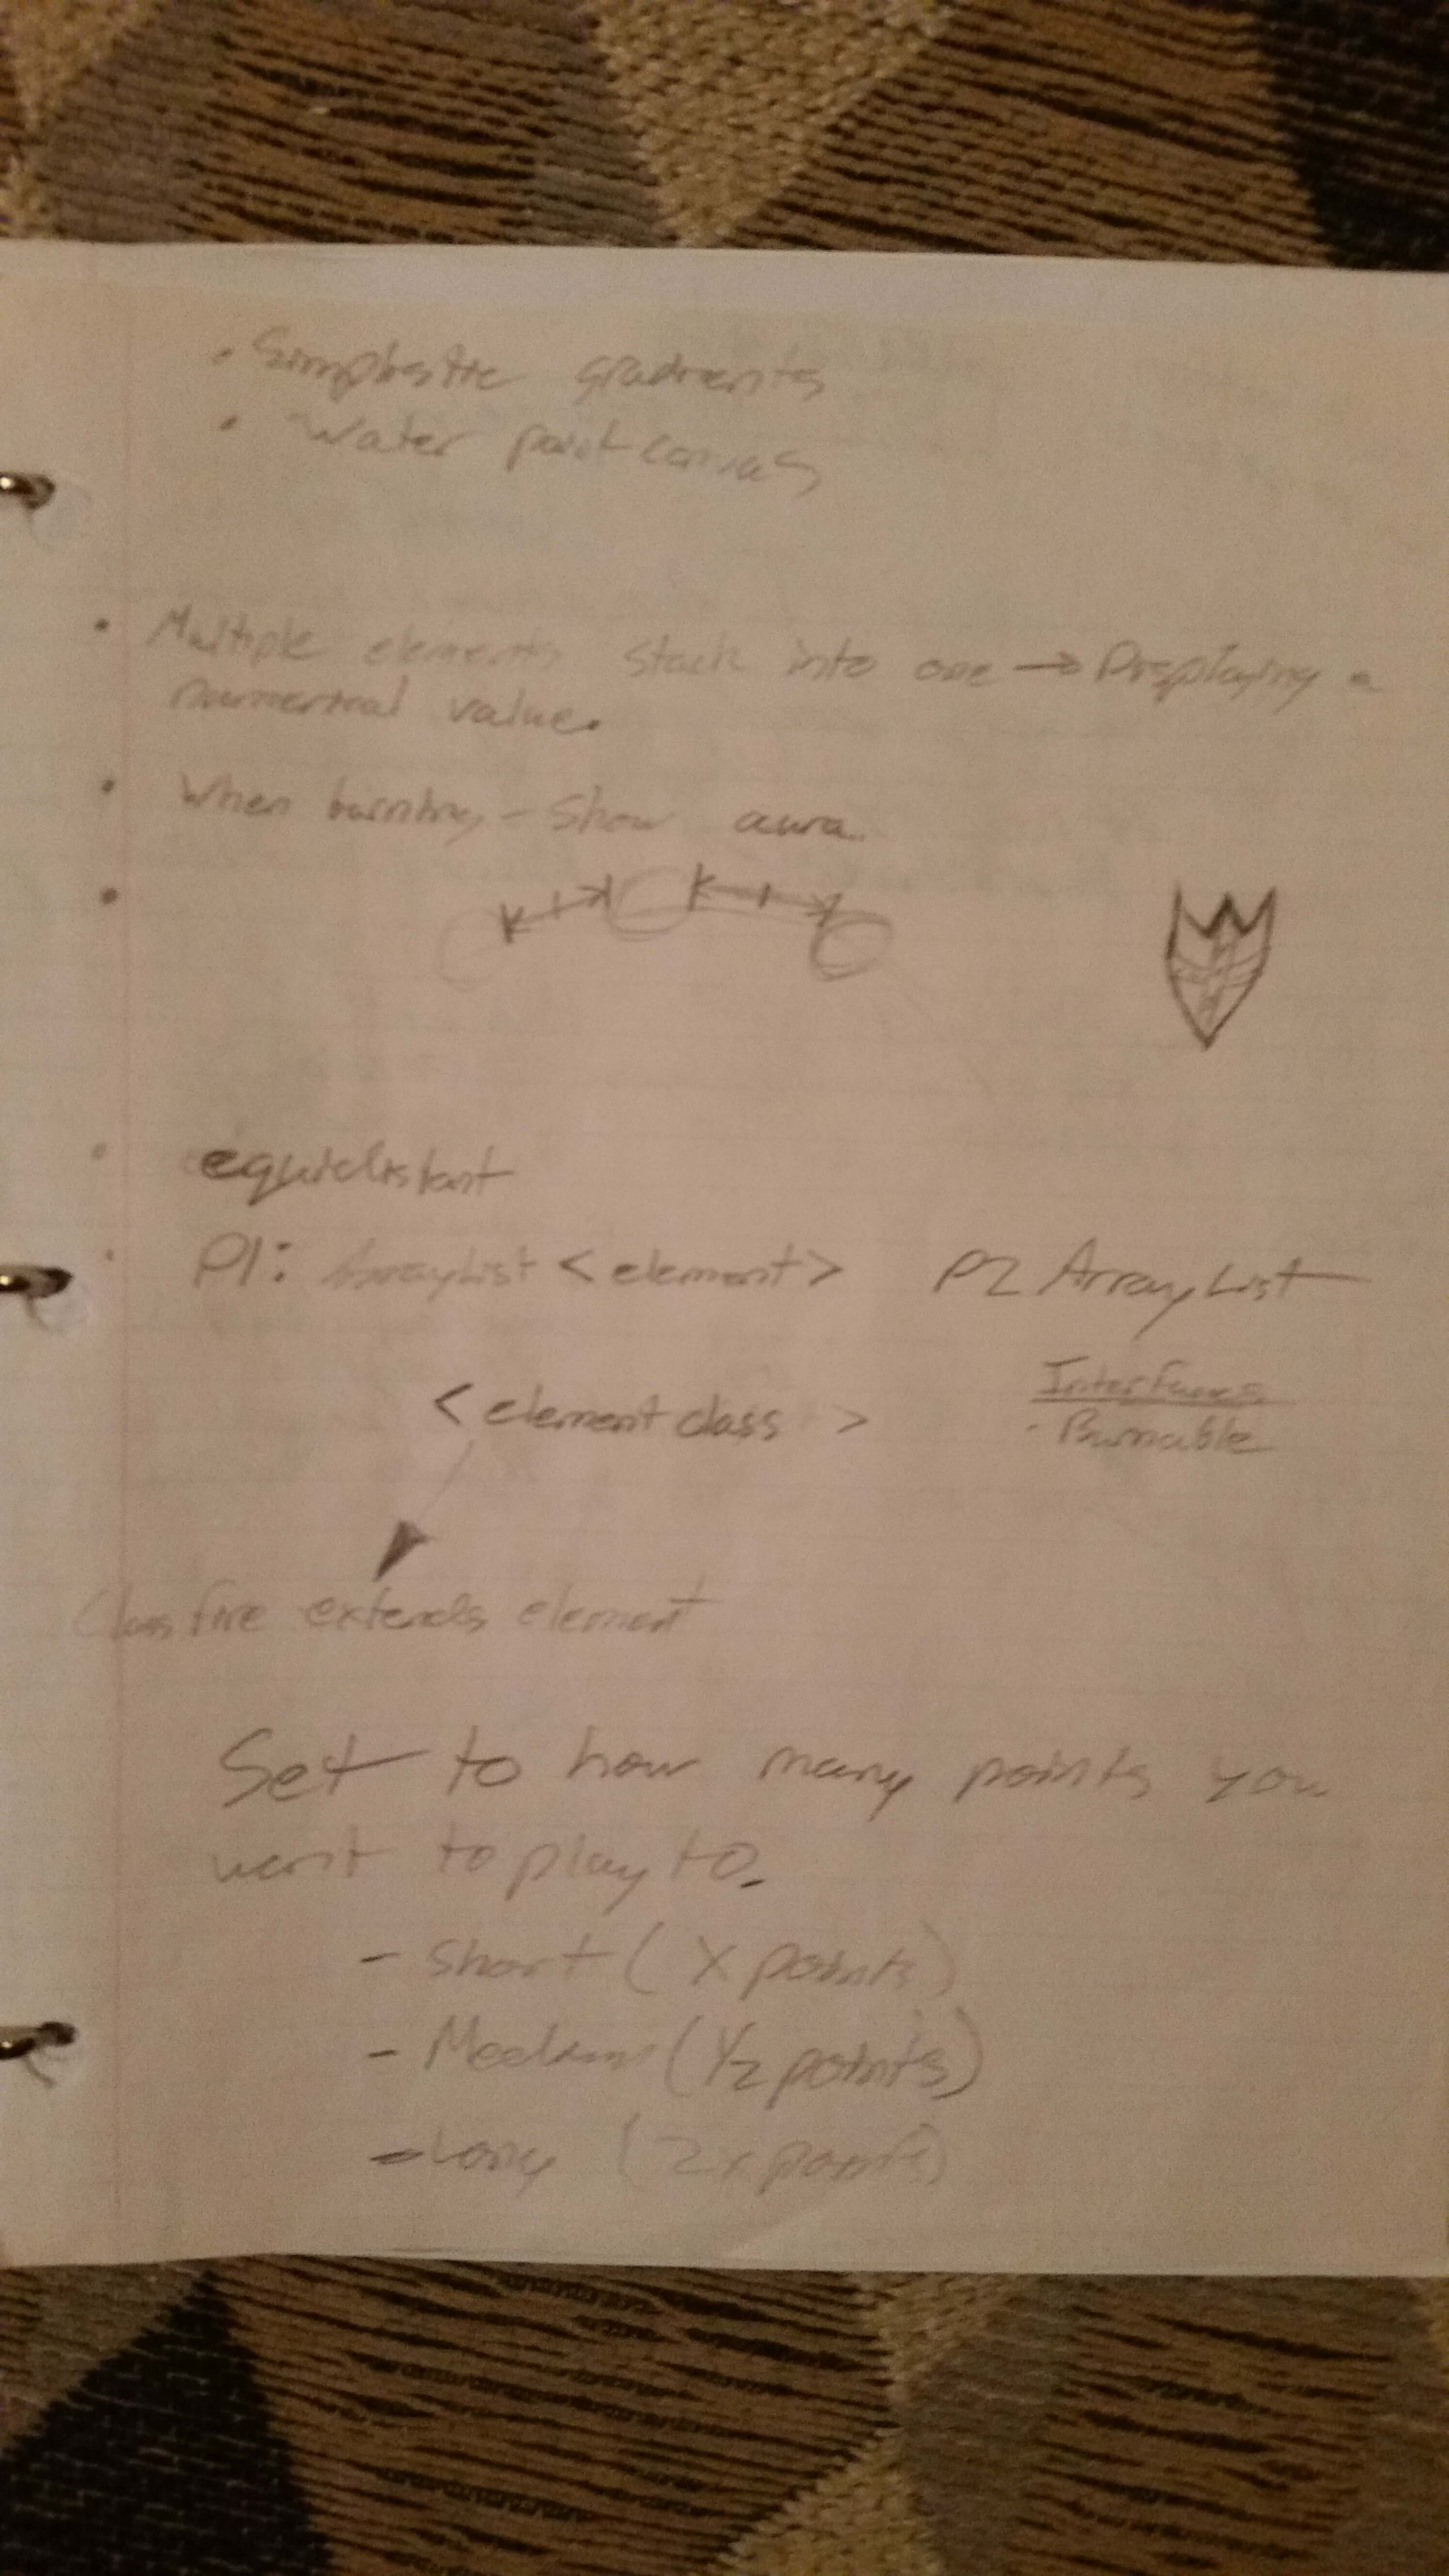 • Simplistic gradients
• Water paint canvas
• Multiple elements stack into one → Displaying a
numerical value.
• When burning - Show aura
•
• equidistant
• P1: ArrayList <element> P2 ArrayList
<element class >
Interfaces
- Burnable
Class fire extends element
Set to how many points you
want to play to.
- Short (X points)
- Medium (Y/2 points)
- Long (2x points)